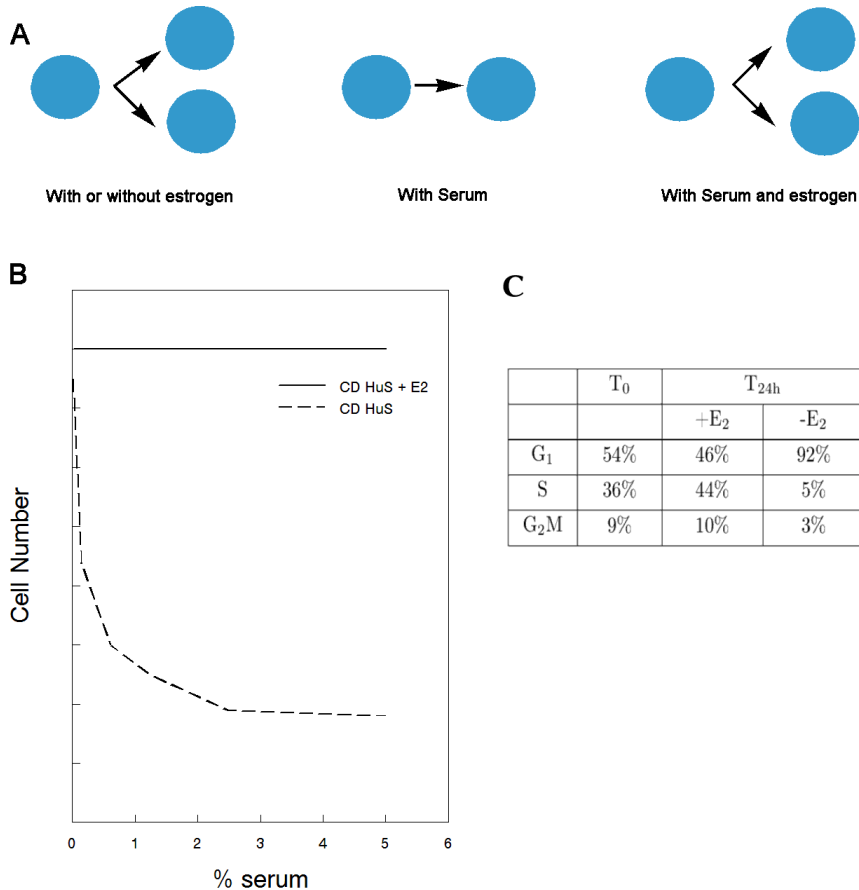 A
With or without estrogen
With Serum
With Serum and estrogen
B
CD HuS + E2
CD HuS
Cell Number
0 1 2 3 4 5 6
% serum
C
T0 T24h
+E2 -E2
G1 54% 46% 92%
S 36% 44% 5%
G2M 9% 10% 3%